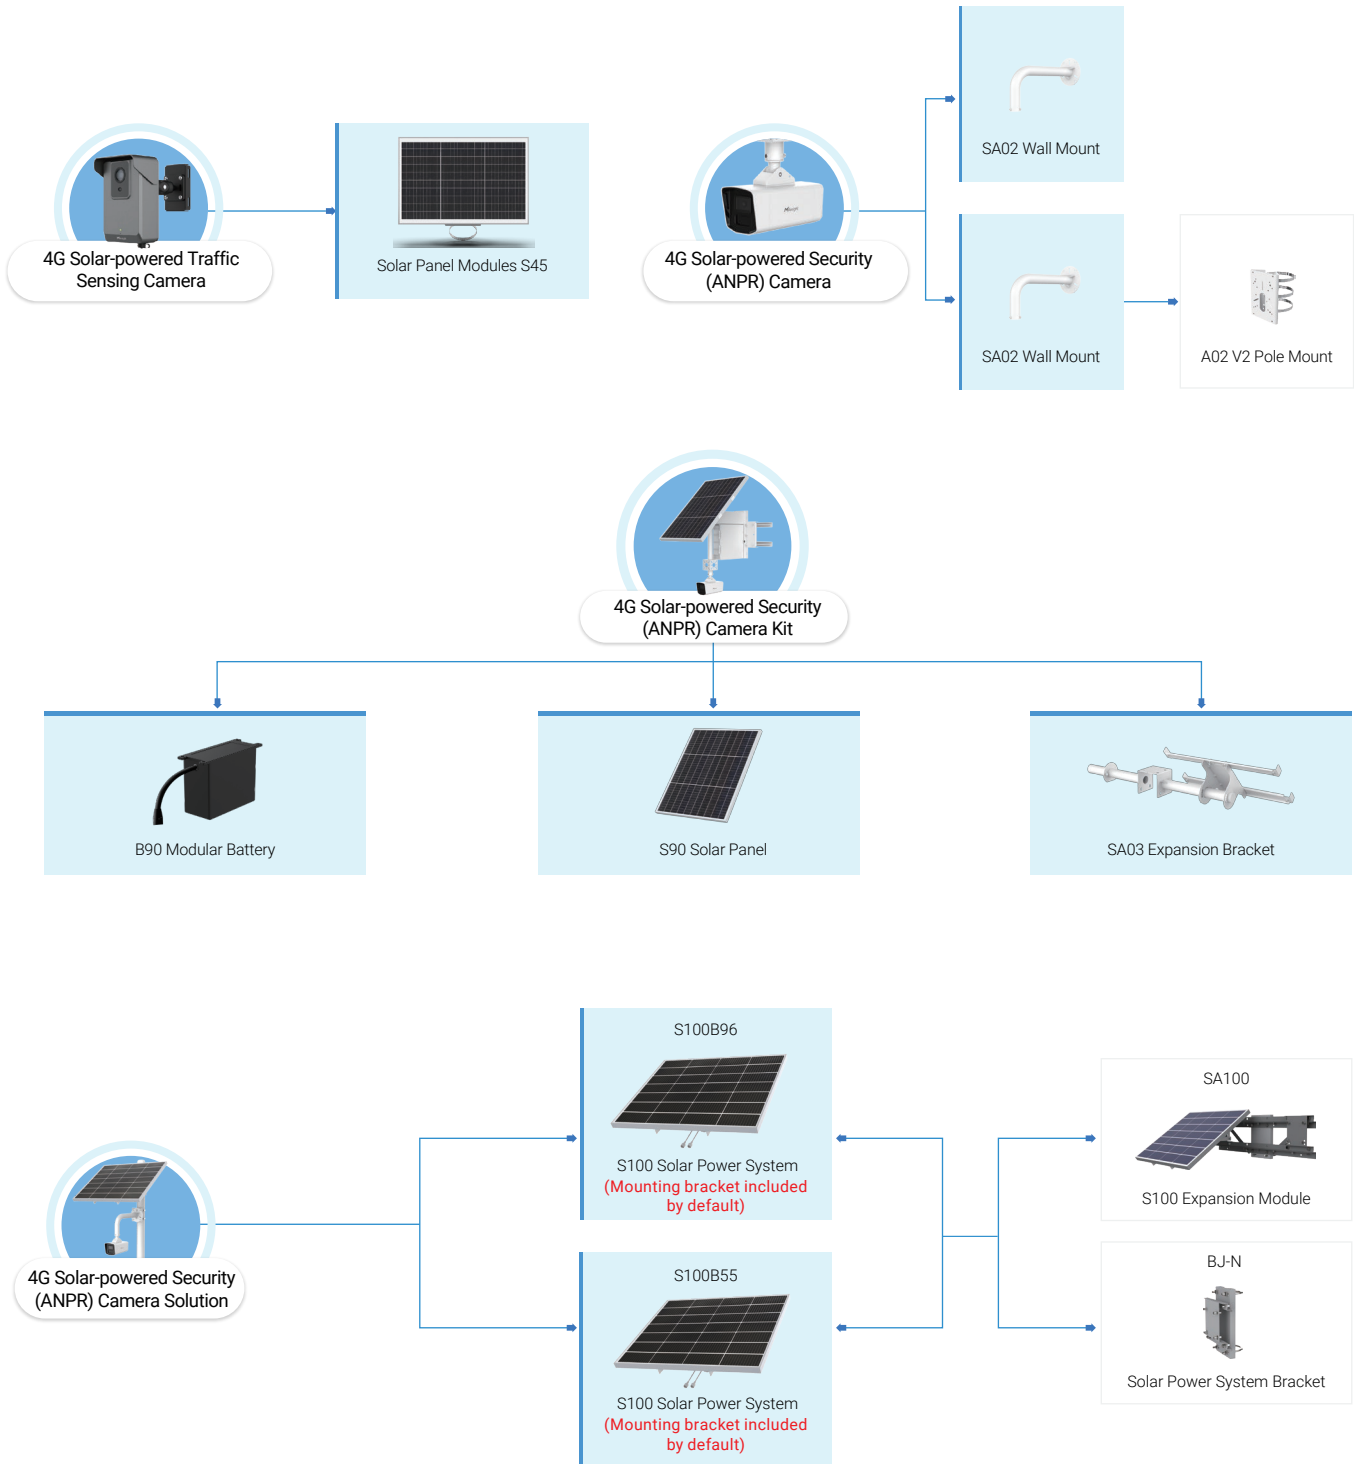 4G Solar-powered Traffic
Sensing Camera
Solar Panel Modules S45
Milesight
4G Solar-powered Security
(ANPR) Camera
SA02 Wall Mount
SA02 Wall Mount
A02 V2 Pole Mount
4G Solar-powered Security
(ANPR) Camera Kit
B90 Modular Battery
S90 Solar Panel
SA03 Expansion Bracket
4G Solar-powered Security
(ANPR) Camera Solution
S100B96
S100 Solar Power System
(Mounting bracket included
by default)
S100B55
S100 Solar Power System
(Mounting bracket included
by default)
SA100
S100 Expansion Module
BJ-N
Solar Power System Bracket